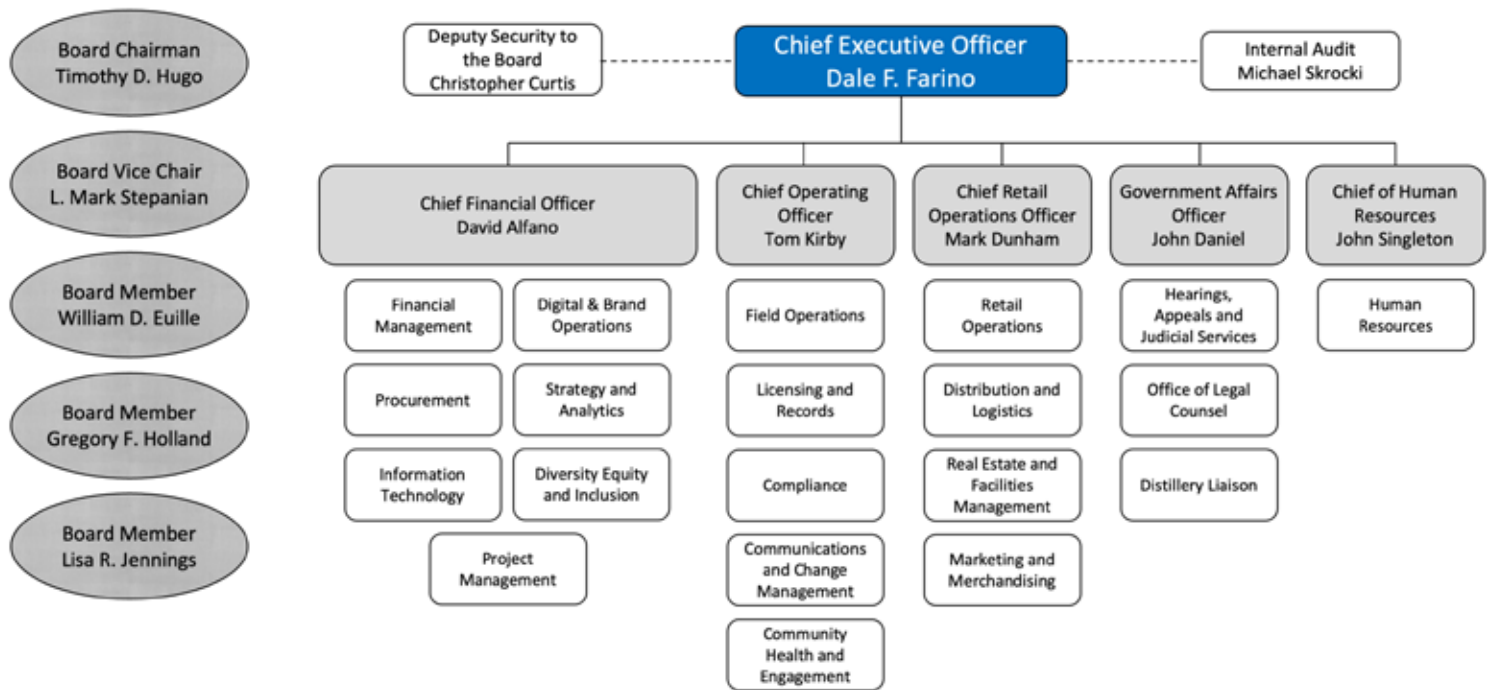 Board Chairman
Timothy D. Hugo
Board Vice Chair
L. Mark Stepanian
Board Member
William D. Euille
Board Member
Gregory F. Holland
Board Member
Lisa R. Jennings
Deputy Security to
the Board
Christopher Curtis
Chief Executive Officer
Dale F. Farino
Internal Audit
Michael Skrocki
Chief Financial Officer
David Alfano
Financial
Management
Digital & Brand
Operations
Procurement
Strategy and
Analytics
Information
Technology
Diversity Equity
and Inclusion
Project
Management
Chief Operating
Officer
Tom Kirby
Field Operations
Licensing and
Records
Compliance
Communications
and Change
Management
Community
Health and
Engagement
Chief Retail
Operations Officer
Mark Dunham
Retail
Operations
Distribution and
Logistics
Real Estate and
Facilities
Management
Marketing and
Merchandising
Government Affairs
Officer
John Daniel
Hearings,
Appeals and
Judicial Services
Office of Legal
Counsel
Distillery Liaison
Chief of Human
Resources
John Singleton
Human
Resources